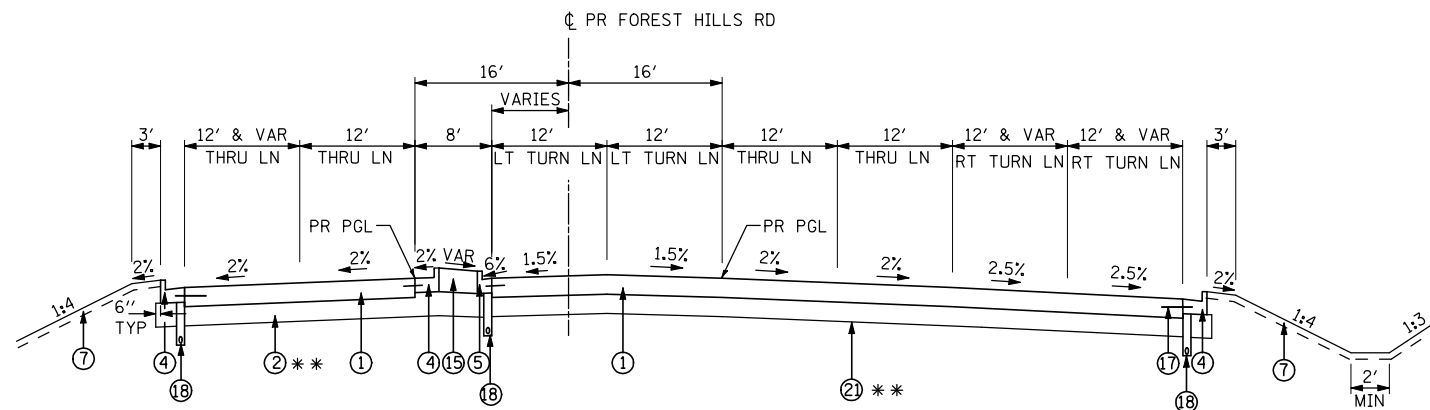 ℄ PR FOREST HILLS RD
16' 16'
VARIES
3' 12' & VAR 12' 8' 12' 12' 12' 12' 12' & VAR 12' & VAR 3'
THRU LN THRU LN LT TURN LN LT TURN LN THRU LN THRU LN RT TURN LN RT TURN LN
PR PGL PR PGL
2% 2% 2% 2% VAR 6% 1.5% 1.5% 2% 2% 2.5% 2.5% 2%
1:4 6'' TYP 1:4 1:3
7 4 18 2 ** 1 4 15 5 18 1 21 ** 17 4 18 7
2' MIN